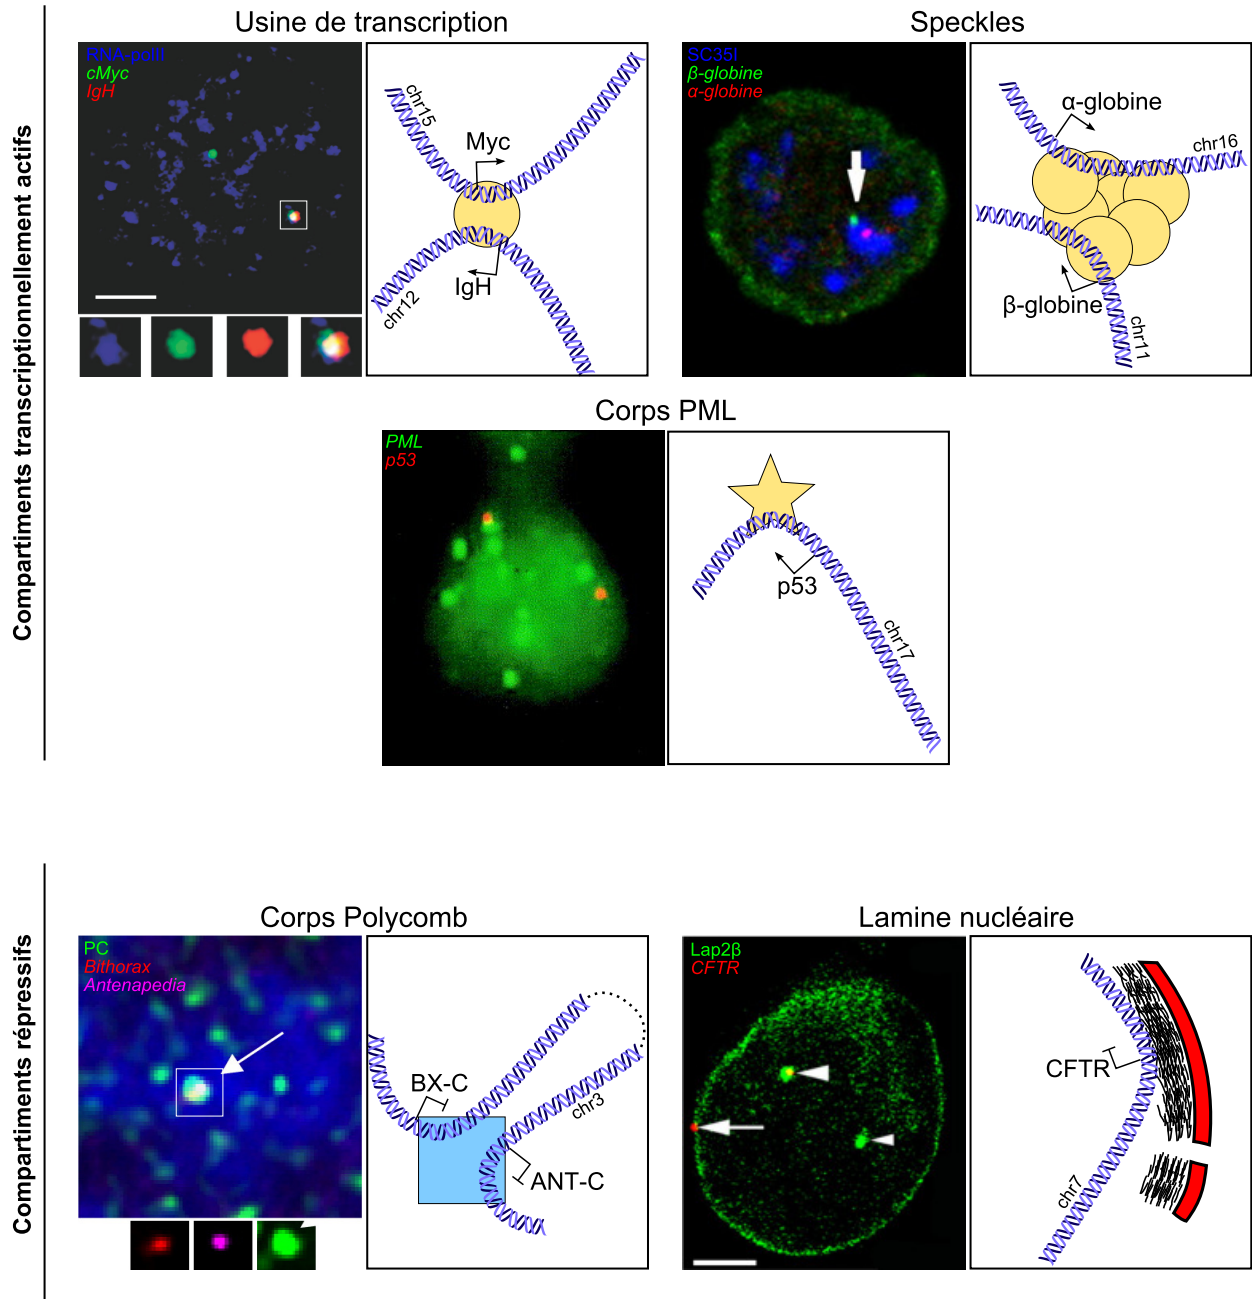 Compartiments transcriptionnellement actifs
Usine de transcription
RNA-polII
cMyc
IgH
chr15
Myc
IgH
chr12
Speckles
SC35I
β-globine
α-globine
α-globine
chr16
β-globine
chr11
Corps PML
PML
p53
p53
chr17
Compartiments répressifs
Corps Polycomb
PC
Bithorax
Antenapedia
BX-C
chr3
ANT-C
Lamine nucléaire
Lap2β
CFTR
CFTR
chr7